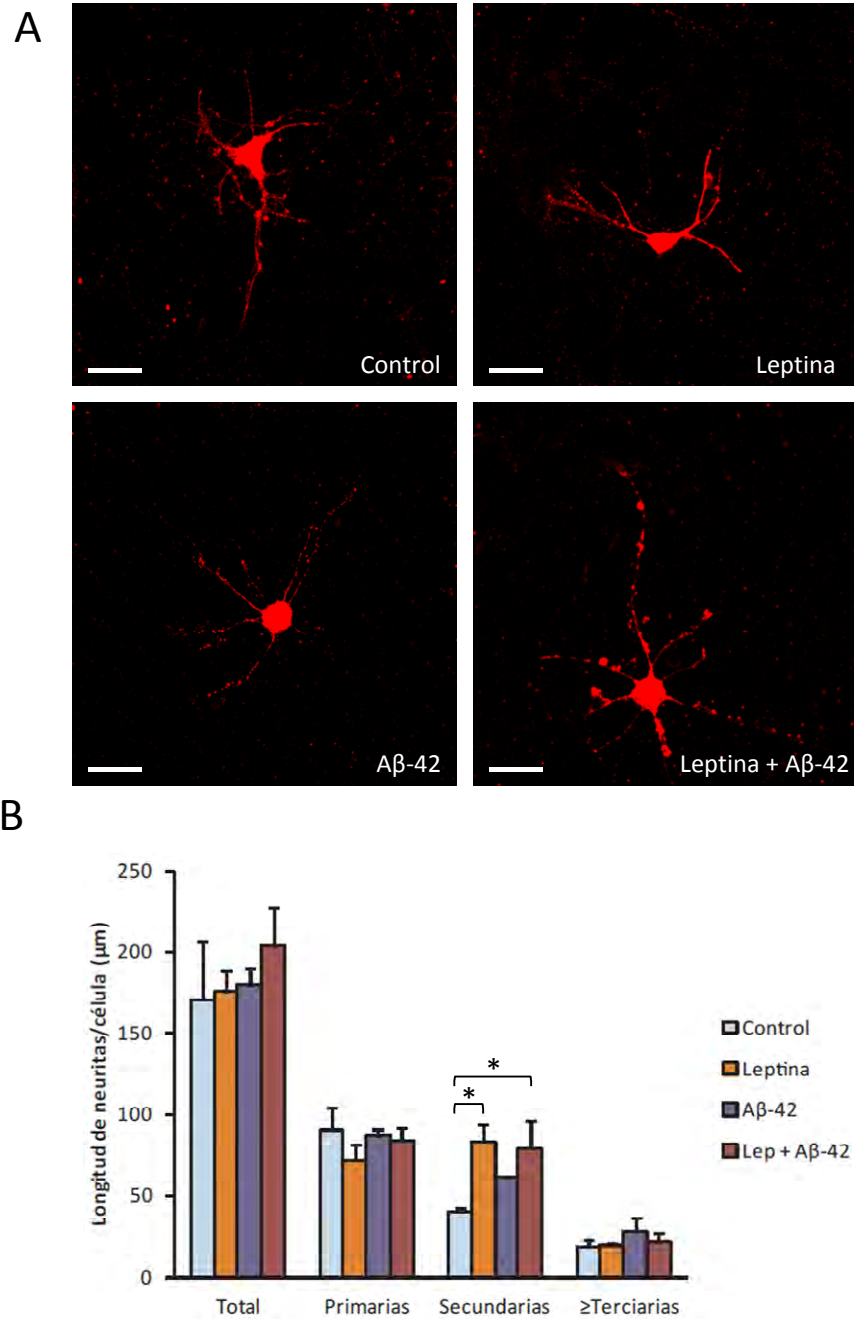 A
Control
Leptina
Aβ-42
Leptina + Aβ-42
B
Longitud de neuritas/célula (µm)
250
200
150
100
50
0
*
*
Total
Primarias
Secundarias
≥Terciarias
Control
Leptina
Aβ-42
Lep + Aβ-42